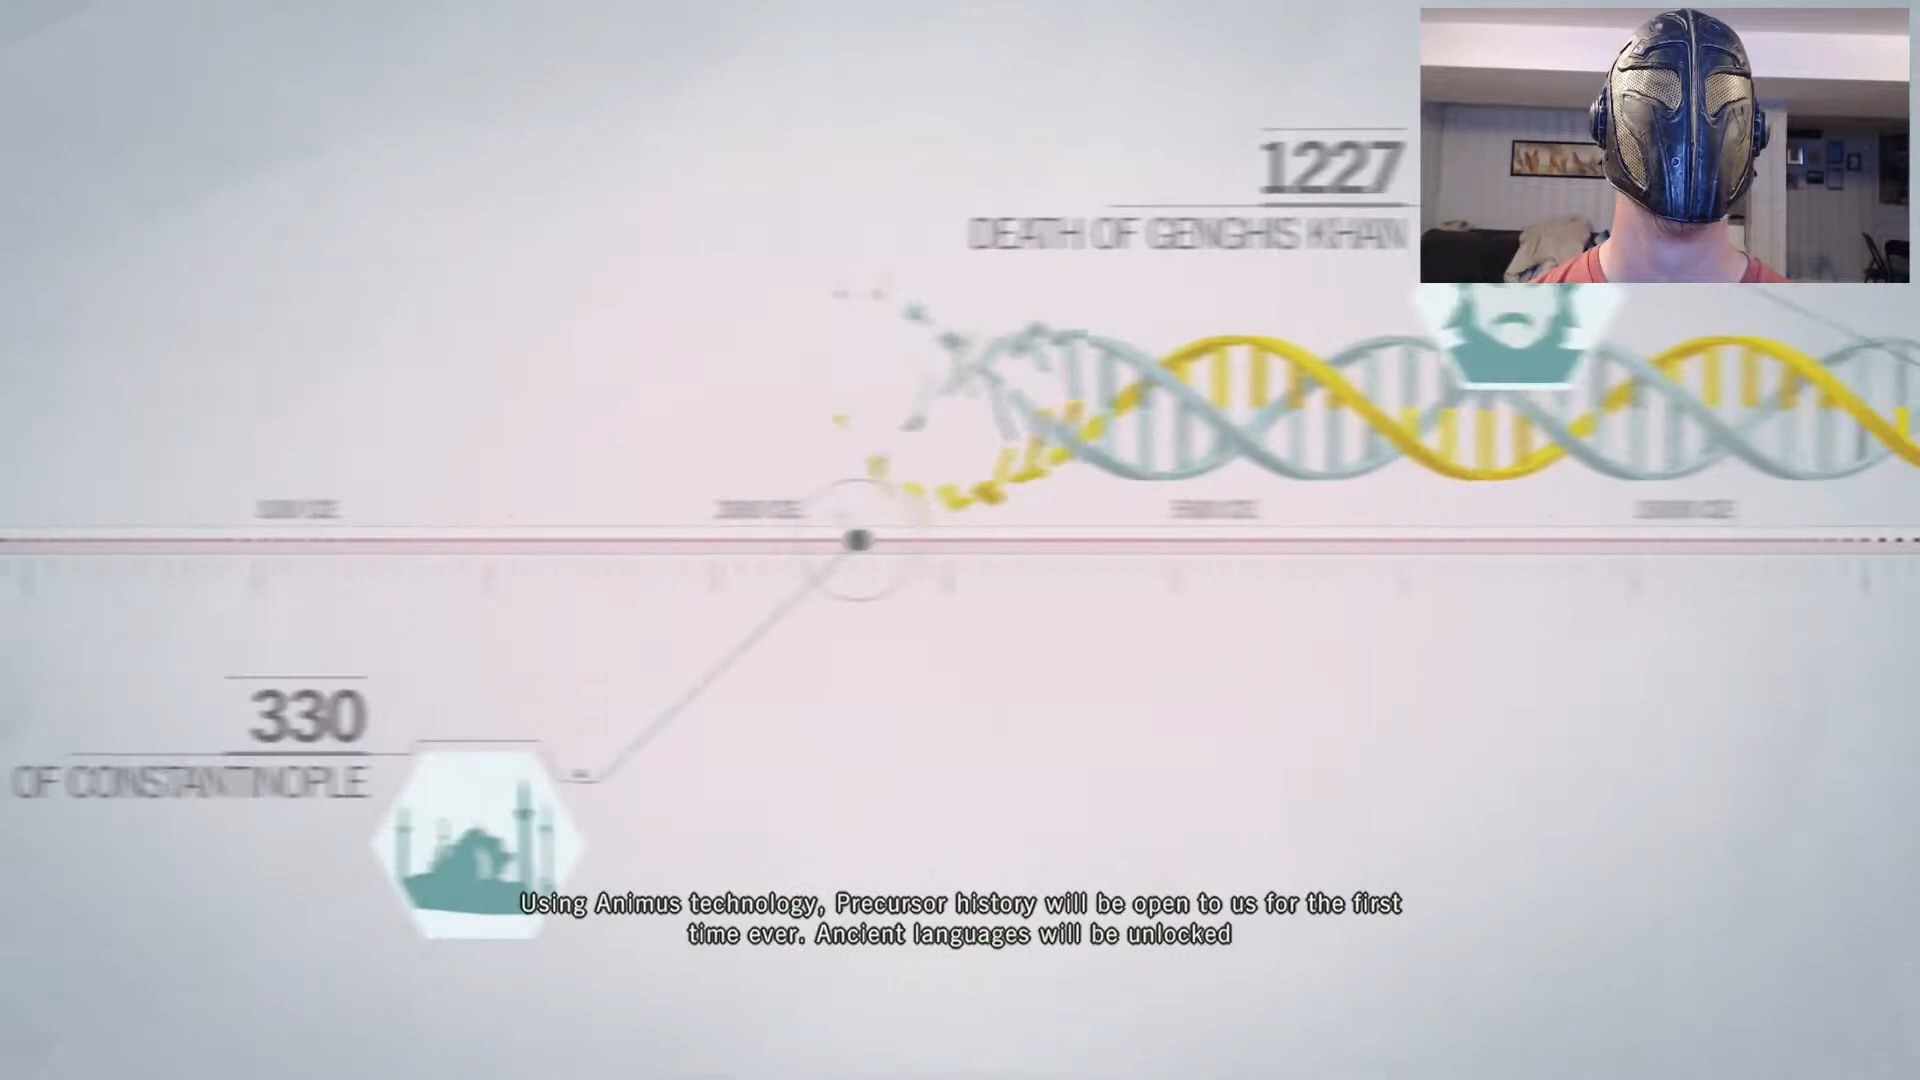 1227
DEATH OF GENGHIS KHAN
330
OF CONSTANTINOPLE
Using Animus technology, Precursor history will be open to us for the first
time ever. Ancient languages will be unlocked